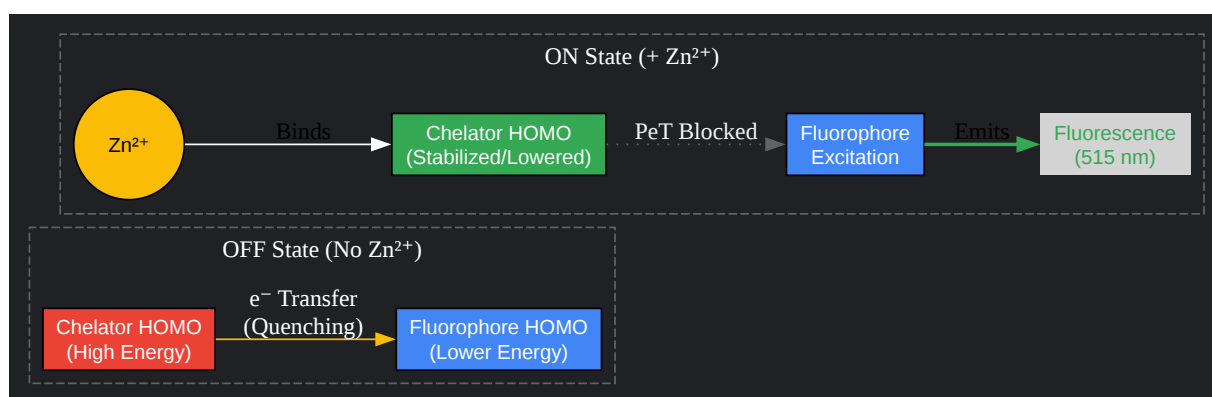 ON State (+ Zn²⁺)
Zn²⁺
Binds
Chelator HOMO
(Stabilized/Lowered)
PeT Blocked
Fluorophore
Excitation
Emits
Fluorescence
(515 nm)
OFF State (No Zn²⁺)
Chelator HOMO
(High Energy)
e⁻ Transfer
(Quenching)
Fluorophore HOMO
(Lower Energy)